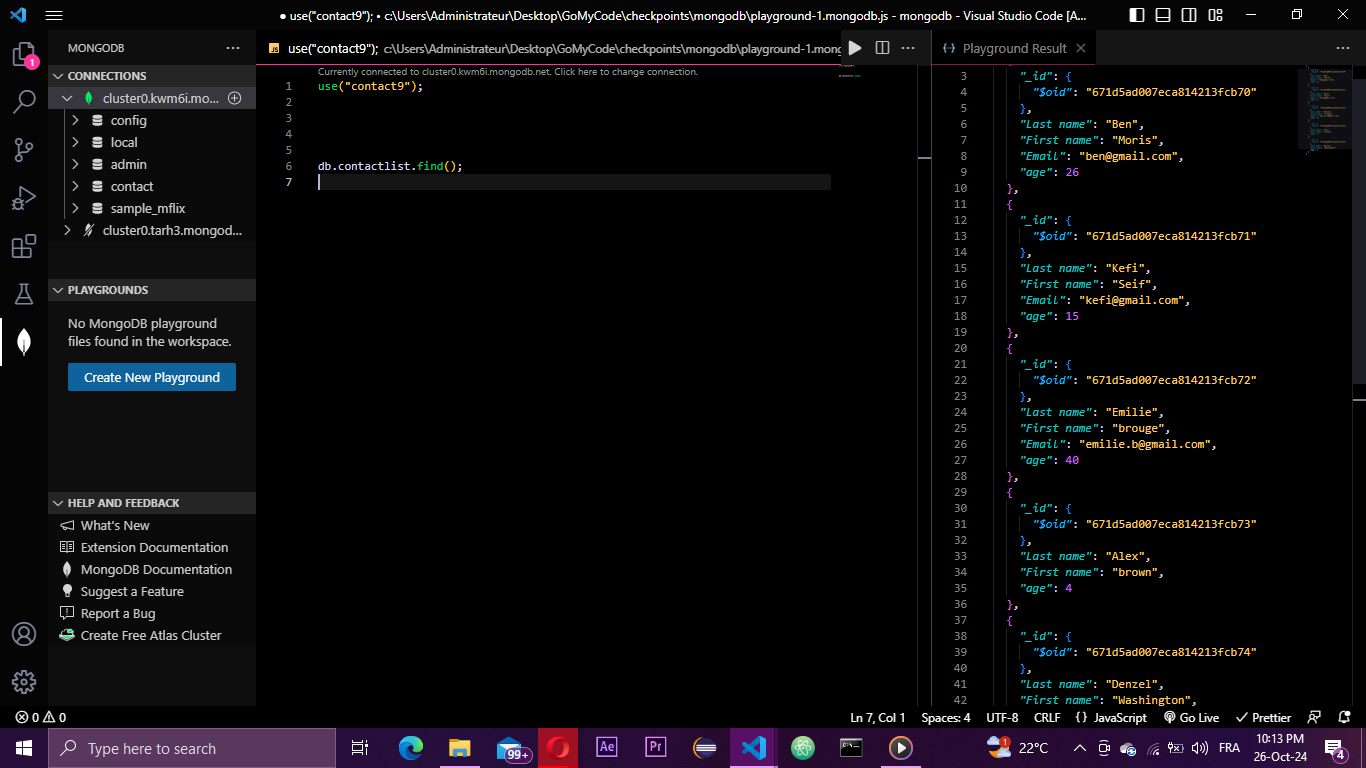 ● use("contact9"); • c:\Users\Administrateur\Desktop\GoMyCode\checkpoints\mongodb\playground-1.mongodb.js - mongodb - Visual Studio Code [A...
MONGODB
CONNECTIONS
cluster0.kwm6i.mo...
config
local
admin
contact
sample_mflix
cluster0.tarh3.mongod...
PLAYGROUNDS
No MongoDB playground
files found in the workspace.
Create New Playground
HELP AND FEEDBACK
What's New
Extension Documentation
MongoDB Documentation
Suggest a Feature
Report a Bug
Create Free Atlas Cluster
1
JS use("contact9"); c:\Users\Administrateur\Desktop\GoMyCode\checkpoints\mongodb\playground-1.mong
Currently connected to cluster0.kwm6i.mongodb.net. Click here to change connection.
1 use("contact9");
2
3
4
5
6 db.contactlist.find();
7
Playground Result
3 "_id": {
4 "$oid": "671d5ad007eca814213fcb70"
5 },
6 "Last name": "Ben",
7 "First name": "Moris",
8 "Email": "ben@gmail.com",
9 "age": 26
10 },
11 {
12 "_id": {
13 "$oid": "671d5ad007eca814213fcb71"
14 },
15 "Last name": "Kefi",
16 "First name": "Seif",
17 "Email": "kefi@gmail.com",
18 "age": 15
19 },
20 {
21 "_id": {
22 "$oid": "671d5ad007eca814213fcb72"
23 },
24 "Last name": "Emilie",
25 "First name": "brouge",
26 "Email": "emilie.b@gmail.com",
27 "age": 40
28 },
29 {
30 "_id": {
31 "$oid": "671d5ad007eca814213fcb73"
32 },
33 "Last name": "Alex",
34 "First name": "brown",
35 "age": 4
36 },
37 {
38 "_id": {
39 "$oid": "671d5ad007eca814213fcb74"
40 },
41 "Last name": "Denzel",
42 "First name": "Washington",
0 0
Ln 7, Col 1 Spaces: 4 UTF-8 CRLF {} JavaScript Go Live Prettier
Type here to search
99+
Ae
Pr
22°C
FRA
10:13 PM
26-Oct-24
4